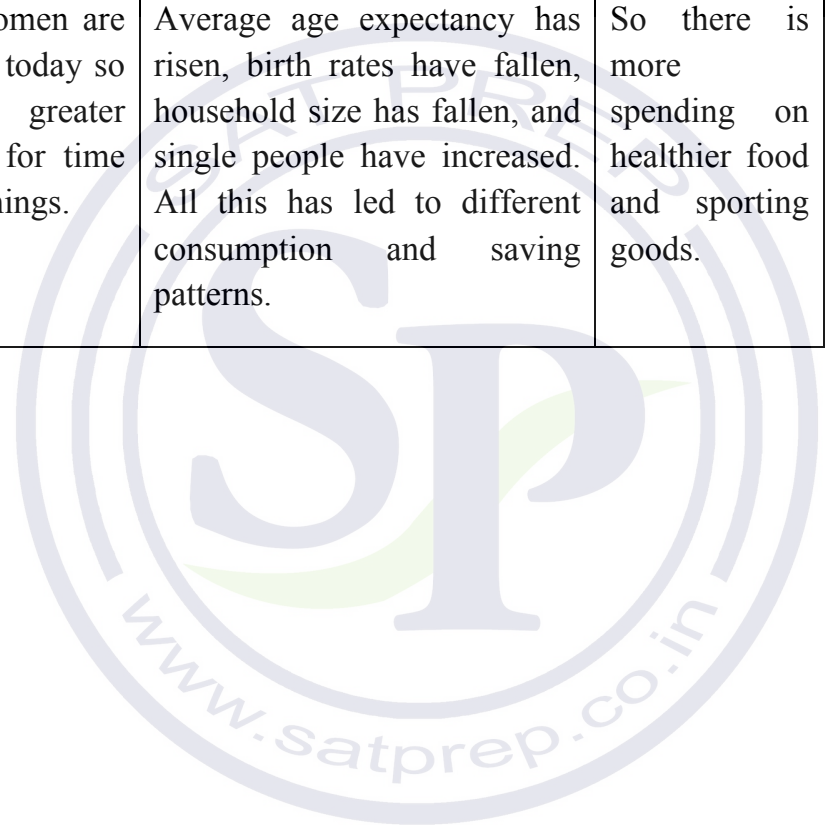 omen are
today so
greater
for time
Average age expectancy has
risen, birth rates have fallen,
household size has fallen, and
single people have increased.
All this has led to different
consumption and saving
patterns.
So there is
more
spending on
healthier food
and sporting
goods.
SAT PREP
SP
www.satprep.co.in